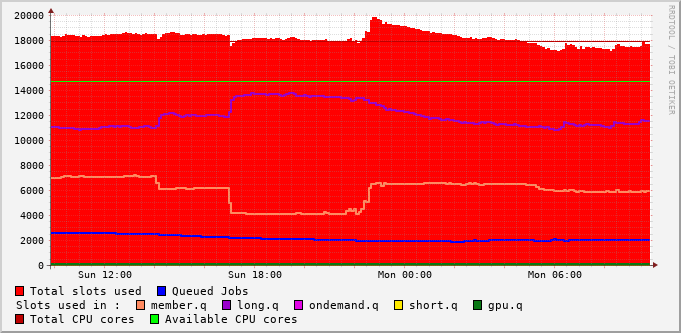 20000
18000
16000
14000
12000
10000
8000
6000
4000
2000
0
Sun 12:00 Sun 18:00 Mon 00:00 Mon 06:00
RRDTOOL / TOBI OETIKER
Total slots used Queued Jobs
Slots used in : member.q long.q ondemand.q short.q gpu.q
Total CPU cores Available CPU cores